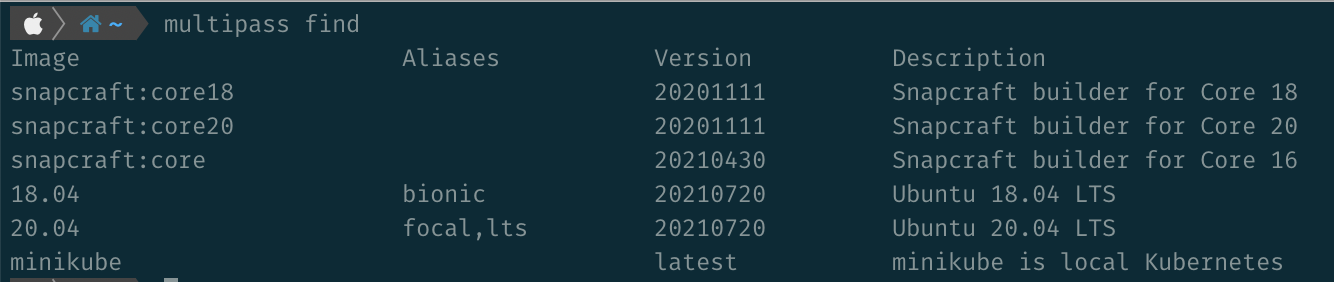 ~ multipass find
Image Aliases Version Description
snapcraft:core18 20201111 Snapcraft builder for Core 18
snapcraft:core20 20201111 Snapcraft builder for Core 20
snapcraft:core 20210430 Snapcraft builder for Core 16
18.04 bionic 20210720 Ubuntu 18.04 LTS
20.04 focal,lts 20210720 Ubuntu 20.04 LTS
minikube latest minikube is local Kubernetes